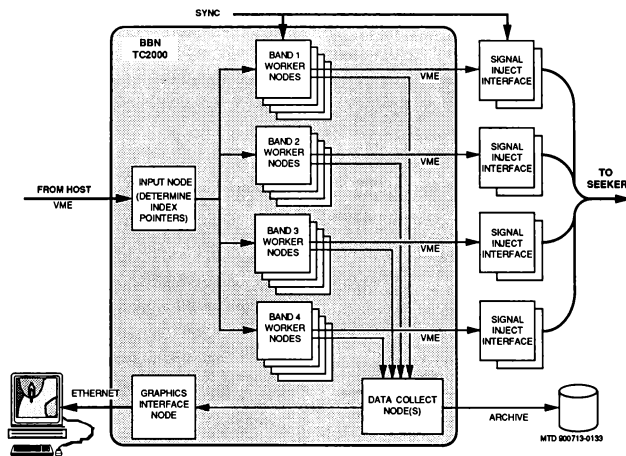 SYNC
BBN
TC2000
BAND 1
WORKER
NODES
VME
SIGNAL
INJECT
INTERFACE
BAND 2
WORKER
NODES
VME
SIGNAL
INJECT
INTERFACE
TO
SEEKER
FROM HOST
VME
INPUT NODE
(DETERMINE
INDEX
POINTERS)
BAND 3
WORKER
NODES
VME
SIGNAL
INJECT
INTERFACE
BAND 4
WORKER
NODES
VME
SIGNAL
INJECT
INTERFACE
ETHERNET
GRAPHICS
INTERFACE
NODE
DATA COLLECT
NODE(S)
ARCHIVE
MTD 900713-0133